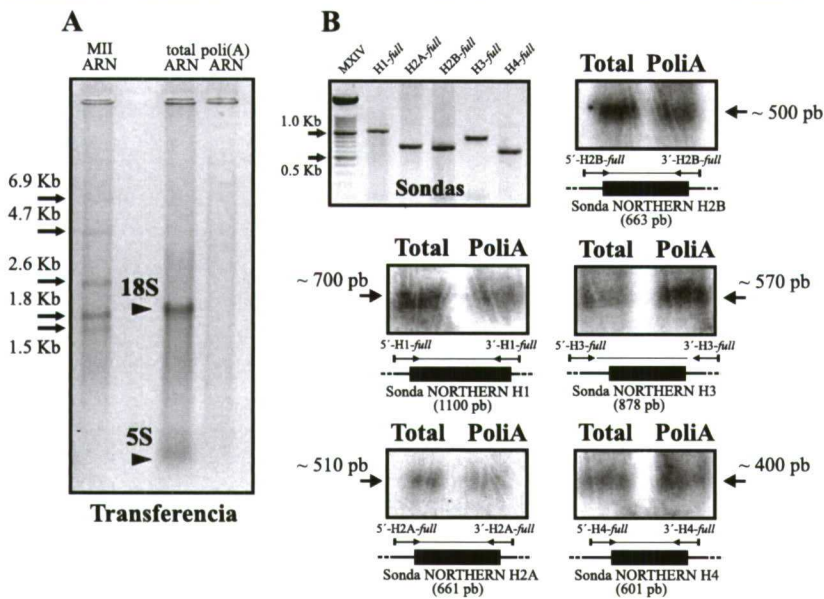 A
MII
ARN
total
ARN
poli(A)
ARN
6.9 Kb
4.7 Kb
2.6 Kb
1.8 Kb
1.5 Kb
18S
5S
Transferencia
B
MXIV
H1-full
H2A-full
H2B-full
H3-full
H4-full
1.0 Kb
0.5 Kb
Sondas
Total PoliA
~ 500 pb
5´-H2B-full 3´-H2B-full
Sonda NORTHERN H2B
(663 pb)
Total PoliA
~ 700 pb
5´-H1-full 3´-H1-full
Sonda NORTHERN H1
(1100 pb)
Total PoliA
~ 570 pb
5´-H3-full 3´-H3-full
Sonda NORTHERN H3
(878 pb)
Total PoliA
~ 510 pb
5´-H2A-full 3´-H2A-full
Sonda NORTHERN H2A
(661 pb)
Total PoliA
~ 400 pb
5´-H4-full 3´-H4-full
Sonda NORTHERN H4
(601 pb)